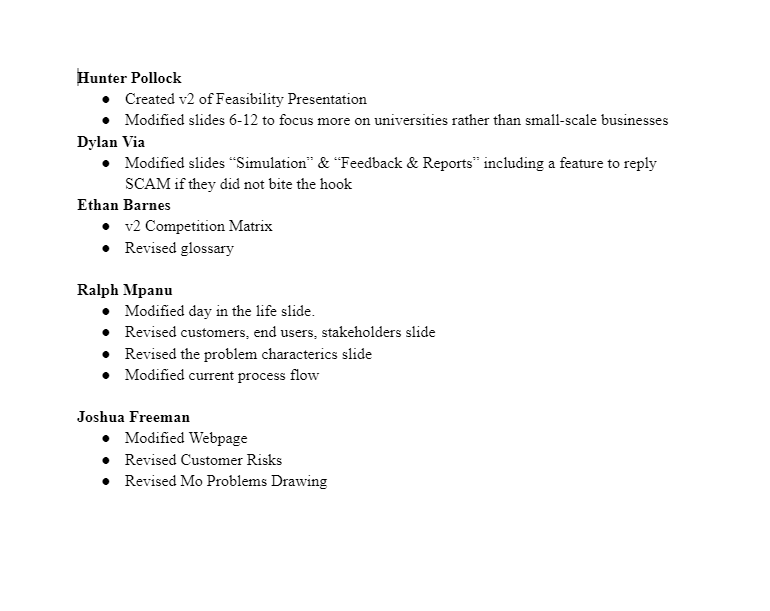 Hunter Pollock
● Created v2 of Feasibility Presentation
● Modified slides 6-12 to focus more on universities rather than small-scale businesses
Dylan Via
● Modified slides “Simulation” & “Feedback & Reports” including a feature to reply
SCAM if they did not bite the hook
Ethan Barnes
● v2 Competition Matrix
● Revised glossary
Ralph Mpanu
● Modified day in the life slide.
● Revised customers, end users, stakeholders slide
● Revised the problem characterics slide
● Modified current process flow
Joshua Freeman
● Modified Webpage
● Revised Customer Risks
● Revised Mo Problems Drawing